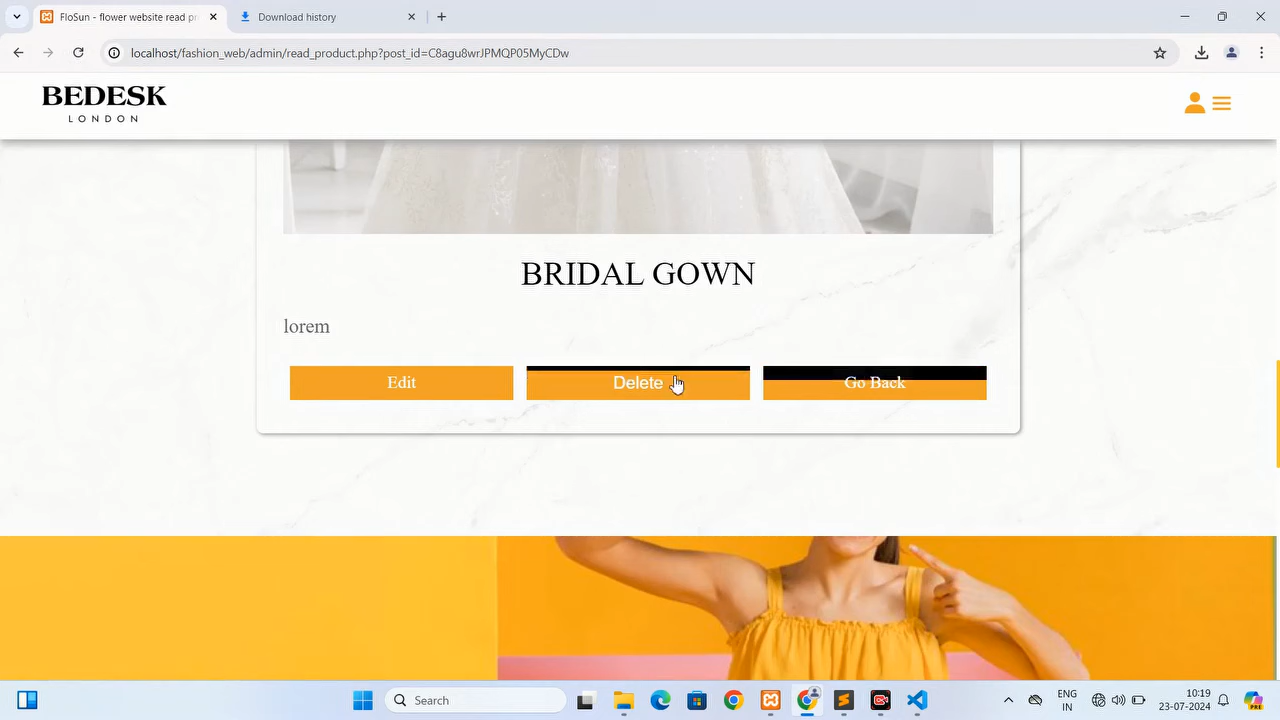 FloSun - flower website read pr
Download history
localhost/fashion_web/admin/read_product.php?post_id=C8agu8wrJPMQP05MyCDw
BEDESK
LONDON
BRIDAL GOWN
lorem
Edit
Delete
Go Back
Search
ENG
IN
10:19
23-07-2024
PRE